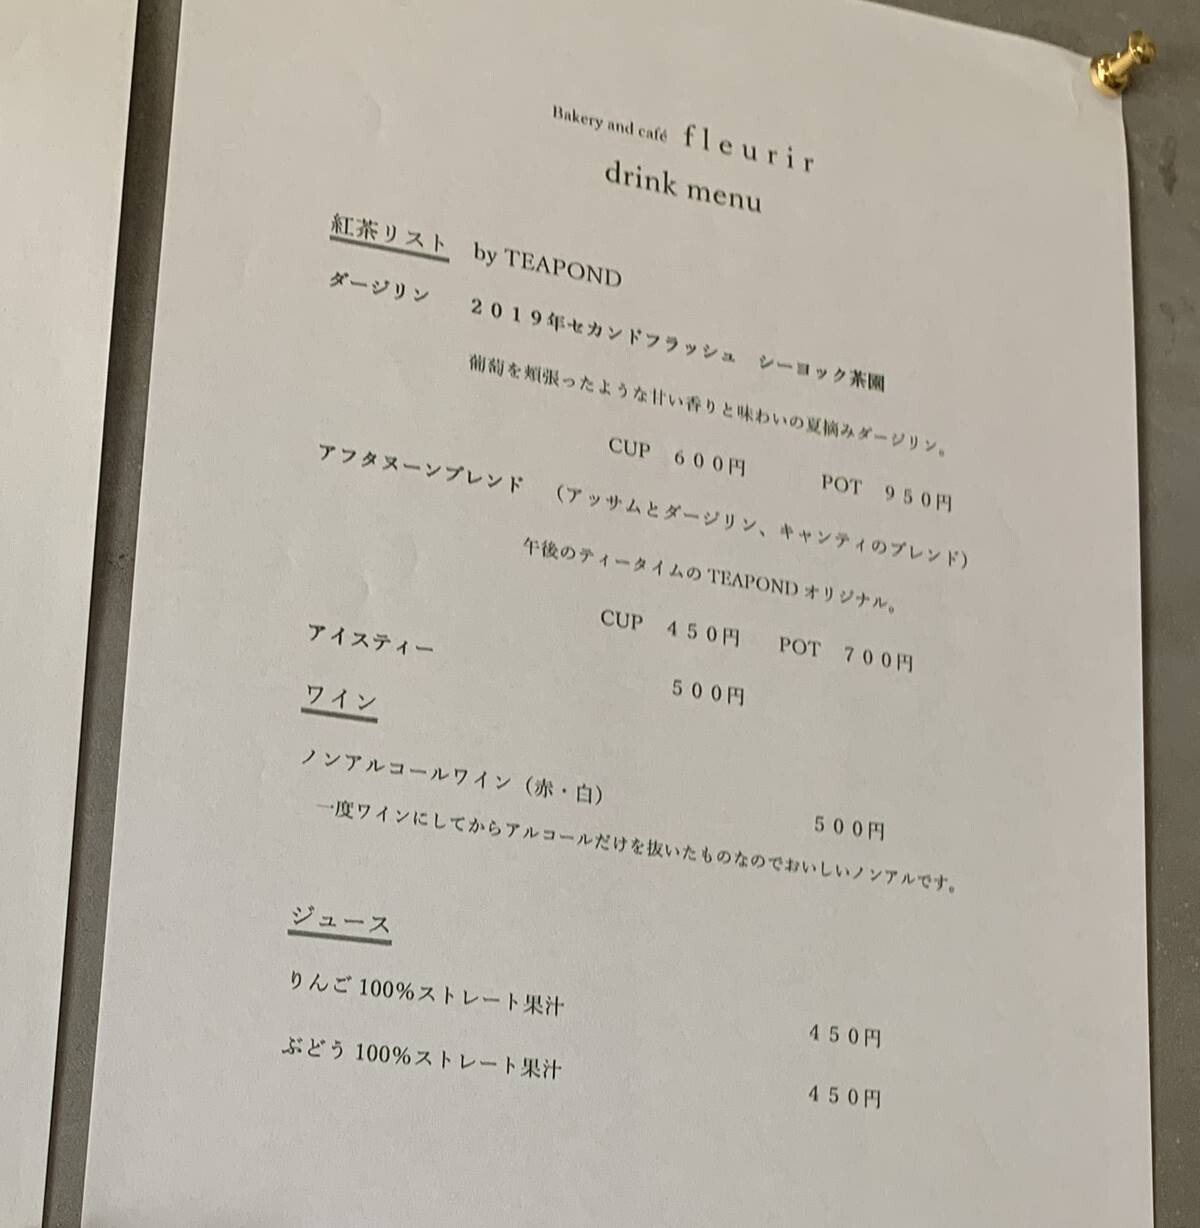 Bakery and café fleurir
drink menu
紅茶リスト by TEAPOND
ダージリン ２０１９年セカンドフラッシュ シーヨック茶園
葡萄を頬張ったような甘い香りと味わいの夏摘みダージリン。
CUP ６００円 POT ９５０円
アフタヌーンブレンド （アッサムとダージリン、キャンディのブレンド）
午後のティータイムの TEAPOND オリジナル。
CUP ４５０円 POT ７００円
アイスティー ５００円
ワイン
ノンアルコールワイン（赤・白） ５００円
一度ワインにしてからアルコールだけを抜いたものなのでおいしいノンアルです。
ジュース
りんご 100％ストレート果汁 ４５０円
ぶどう 100％ストレート果汁 ４５０円